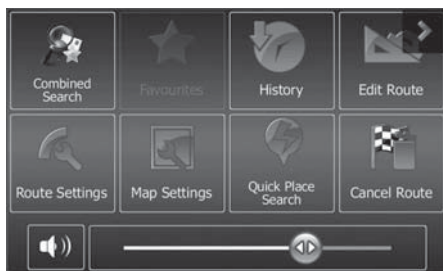 Combined
Search
Favourites
History
Edit Route
Route Settings
Map Settings
Quick Place
Search
Cancel Route